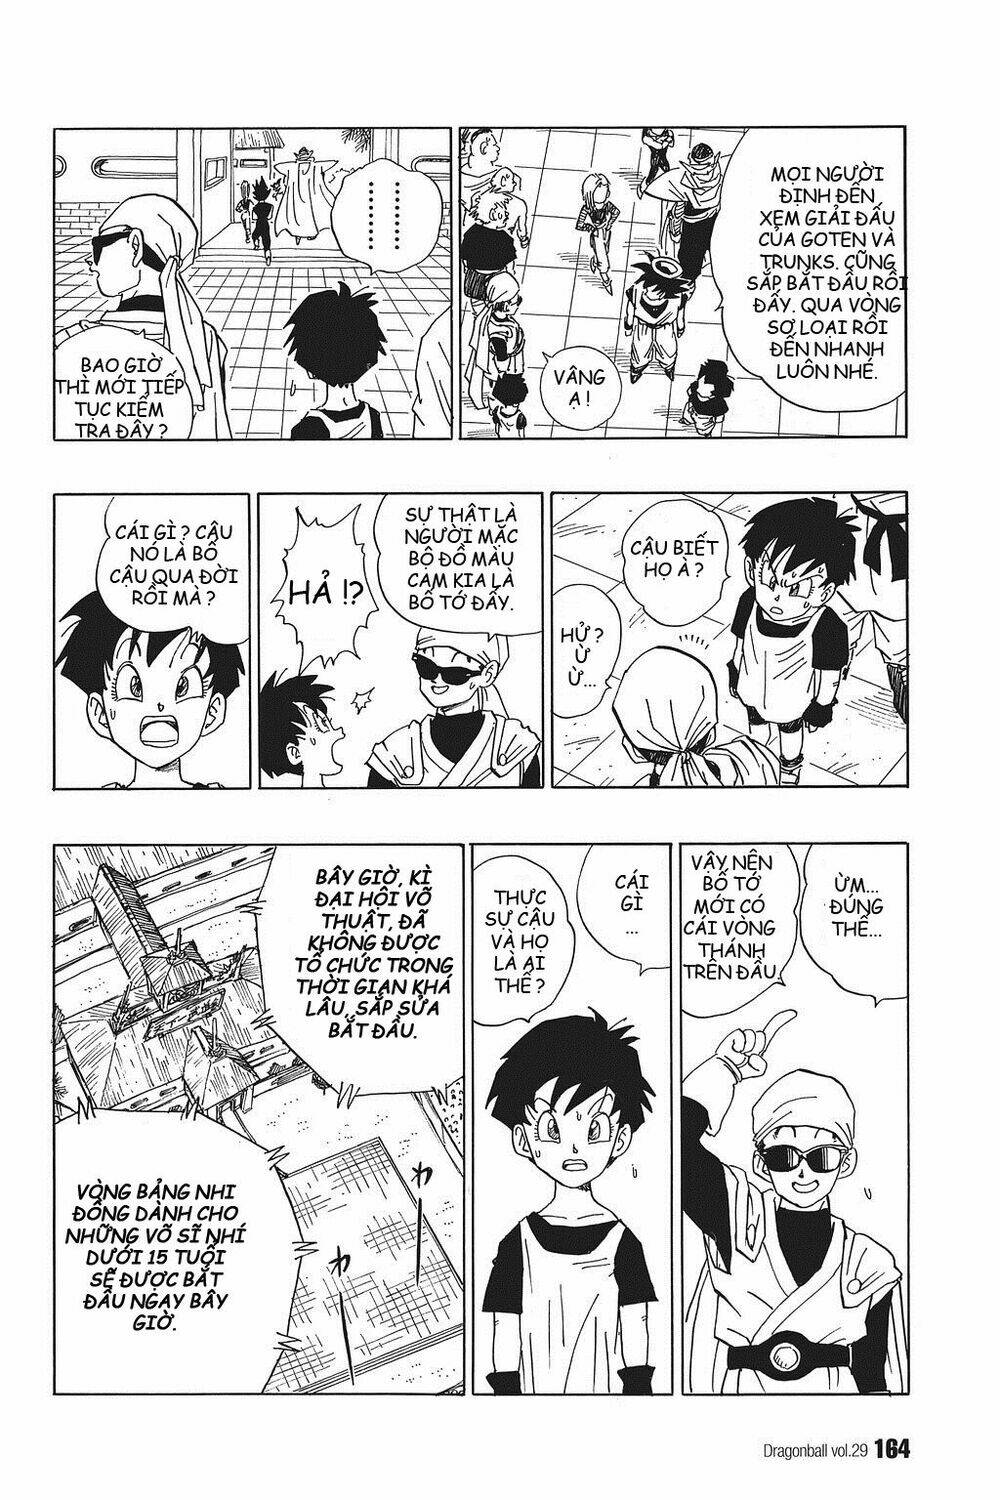 MỌI NGƯỜI
ĐỊNH ĐẾN
XEM GIẢI ĐẤU
CỦA GOTEN VÀ
TRUNKS. CŨNG
SẮP BẮT ĐẦU RỒI
ĐẤY. QUA VÒNG
SƠ LOẠI RỒI
ĐẾN NHANH
LUÔN NHÉ.
VÂNG
Ạ !
BAO GIỜ
THÌ MỚI TIẾP
TỤC KIỂM
TRA ĐÂY ?
CẬU BIẾT
HỌ À ?
HỬ ?
Ừ
Ừ...
SỰ THẬT LÀ
NGƯỜI MẶC
BỘ ĐỒ MÀU
CAM KIA LÀ
BỐ TỚ ĐẤY.
HẢ !?
CÁI GÌ ? CẬU
NÓ LÀ BỐ
CẬU QUA ĐỜI
RỒI MÀ ?
ỪM...
ĐÚNG
THẾ...
VẬY NÊN
BỐ TỚ
MỚI CÓ
CÁI VÒNG
THÁNH
TRÊN ĐẦU.
CÁI
GÌ
...
THỰC
SỰ CẬU
VÀ HỌ
LÀ AI
THẾ ?
BÂY GIỜ, KÌ
ĐẠI HỘI VÕ
THUẬT, ĐÃ
KHÔNG ĐƯỢC
TỔ CHỨC TRONG
THỜI GIAN KHÁ
LÂU, SẮP SỬA
BẮT ĐẦU.
VÒNG BẢNG NHI
ĐỒNG DÀNH CHO
NHỮNG VÕ SĨ NHÍ
DƯỚI 15 TUỔI
SẼ ĐƯỢC BẮT
ĐẦU NGAY BÂY
GIỜ.
わ
わ
Dragonball vol.29 164